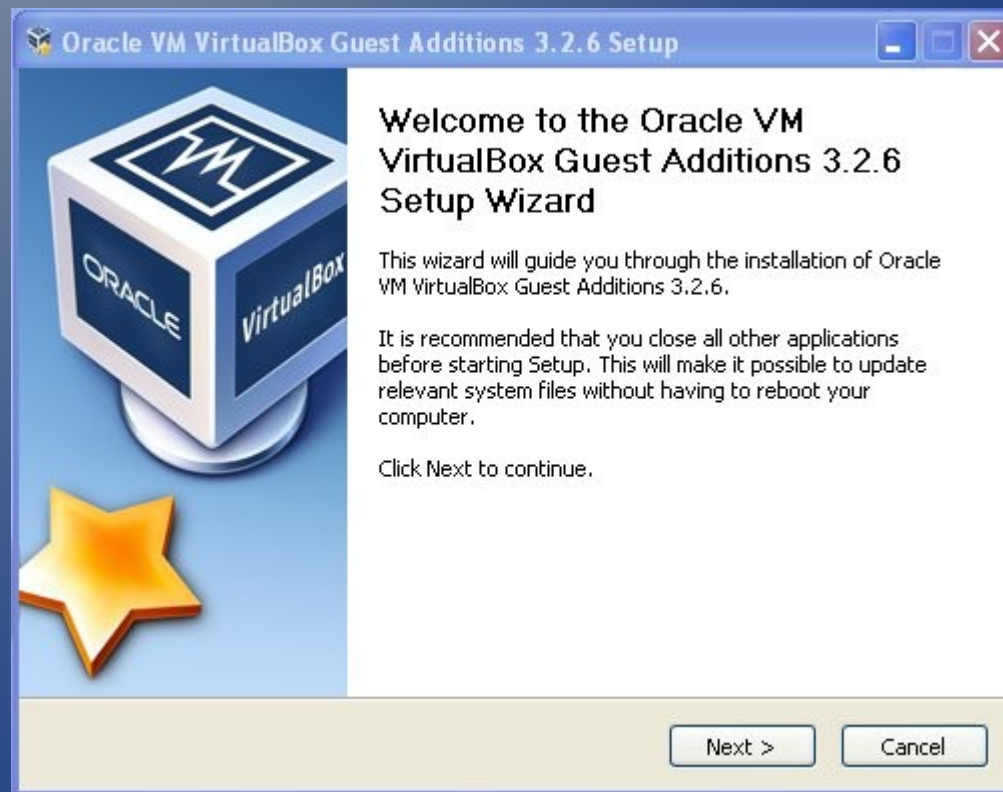 Oracle VM VirtualBox Guest Additions 3.2.6 Setup
Welcome to the Oracle VM
VirtualBox Guest Additions 3.2.6
Setup Wizard
This wizard will guide you through the installation of Oracle
VM VirtualBox Guest Additions 3.2.6.
It is recommended that you close all other applications
before starting Setup. This will make it possible to update
relevant system files without having to reboot your
computer.
Click Next to continue.
ORACLE
VirtualBox
Next >
Cancel